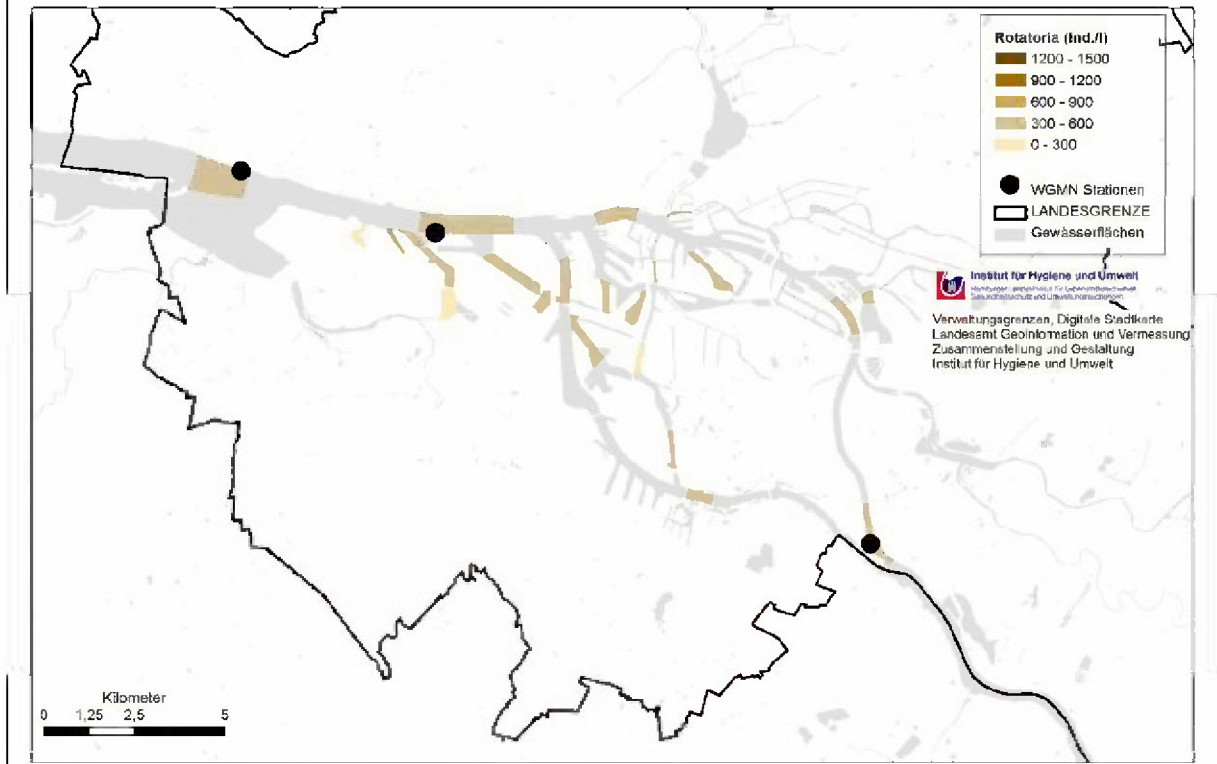 Rotatoria (Ind./l)
1200 - 1500
900 - 1200
600 - 900
300 - 600
0 - 300
WGMN Stationen
LANDESGRENZE
Gewässerflächen
Institut für Hygiene und Umwelt
Verwaltungsgrenzen, Digitale Stadtkarte
Landesamt Geoinformation und Vermessung
Zusammenstellung und Gestaltung
Institut für Hygiene und Umwelt
Kilometer
0 1,25 2,5 5